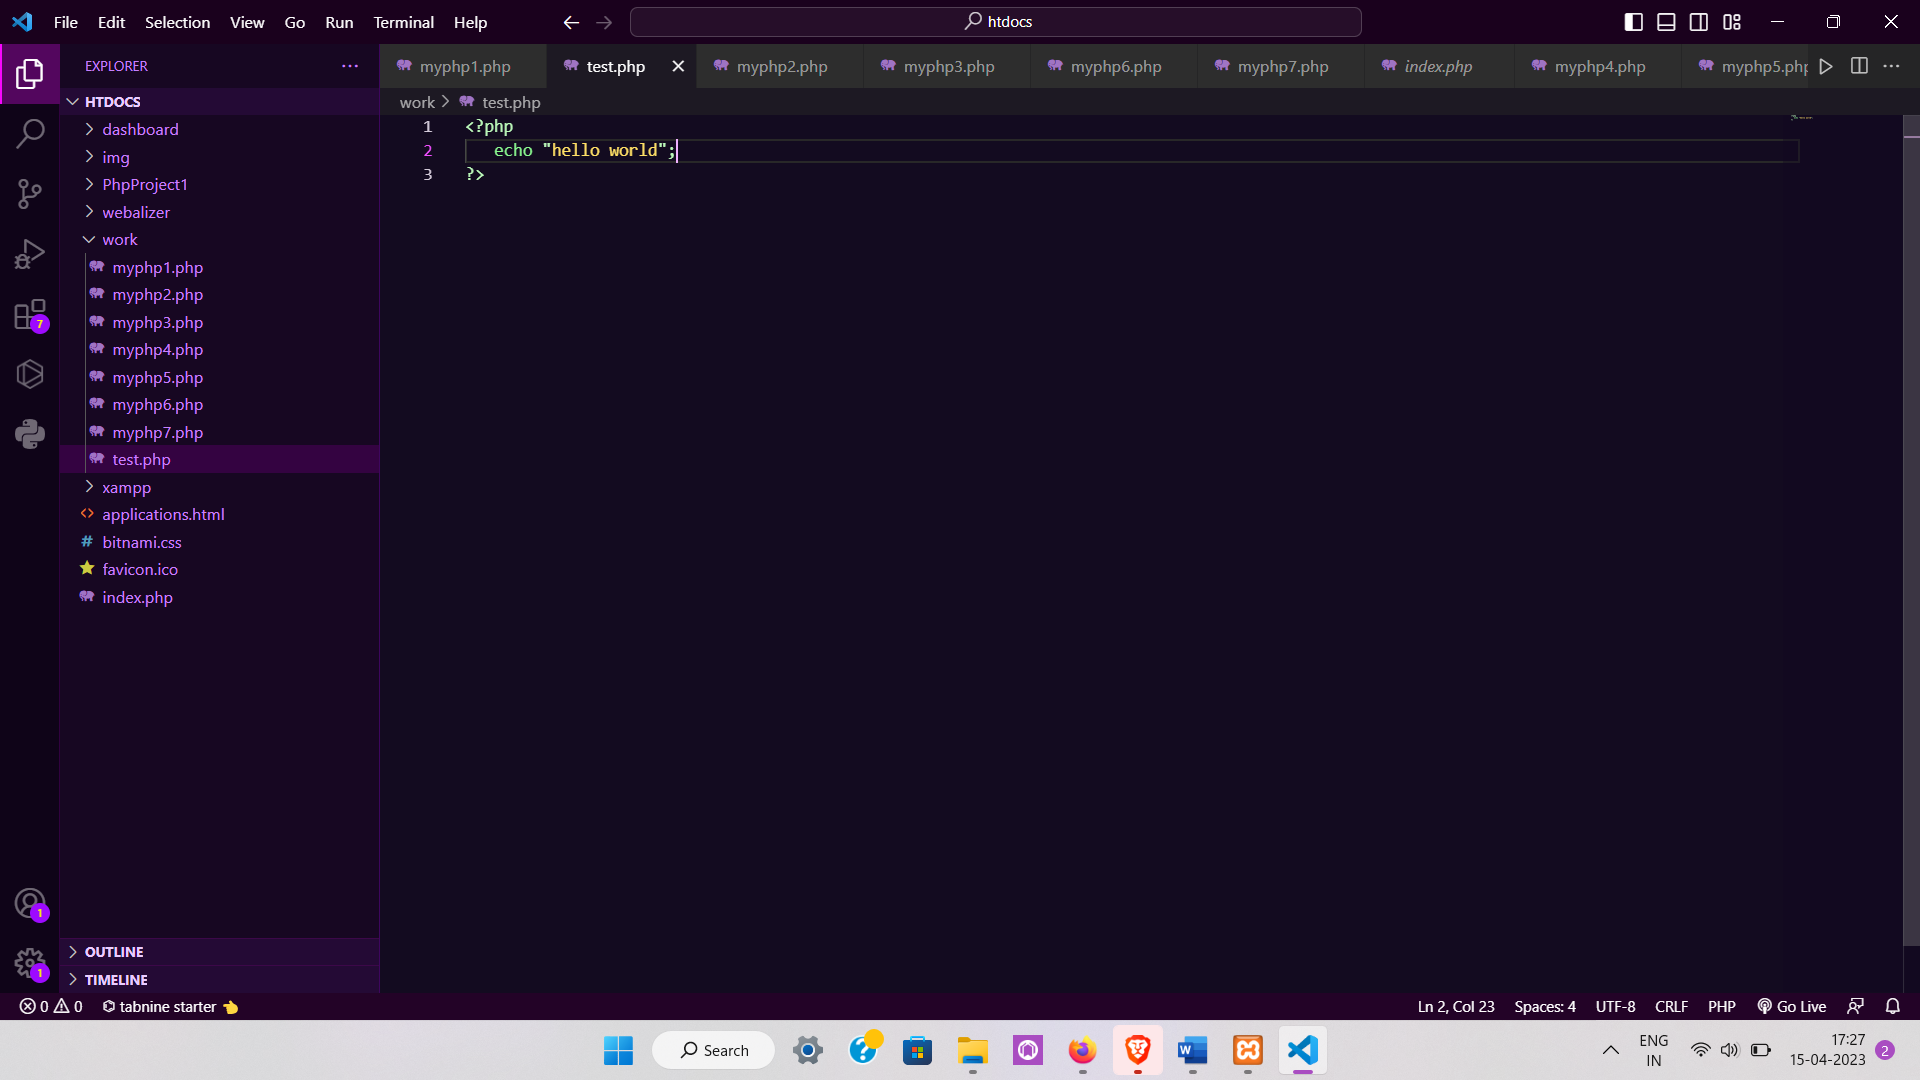 File Edit Selection View Go Run Terminal Help
htdocs
EXPLORER
HTDOCS
dashboard
img
PhpProject1
webalizer
work
myphp1.php
myphp2.php
myphp3.php
myphp4.php
myphp5.php
myphp6.php
myphp7.php
test.php
xampp
applications.html
bitnami.css
favicon.ico
index.php
OUTLINE
TIMELINE
7
1
1
myphp1.php test.php myphp2.php myphp3.php myphp6.php myphp7.php index.php myphp4.php myphp5.php
work > test.php
1 <?php
2 echo "hello world";
3 ?>
0 0 tabnine starter Ln 2, Col 23 Spaces: 4 UTF-8 CRLF PHP Go Live
Search
ENG
IN
17:27
15-04-2023
2